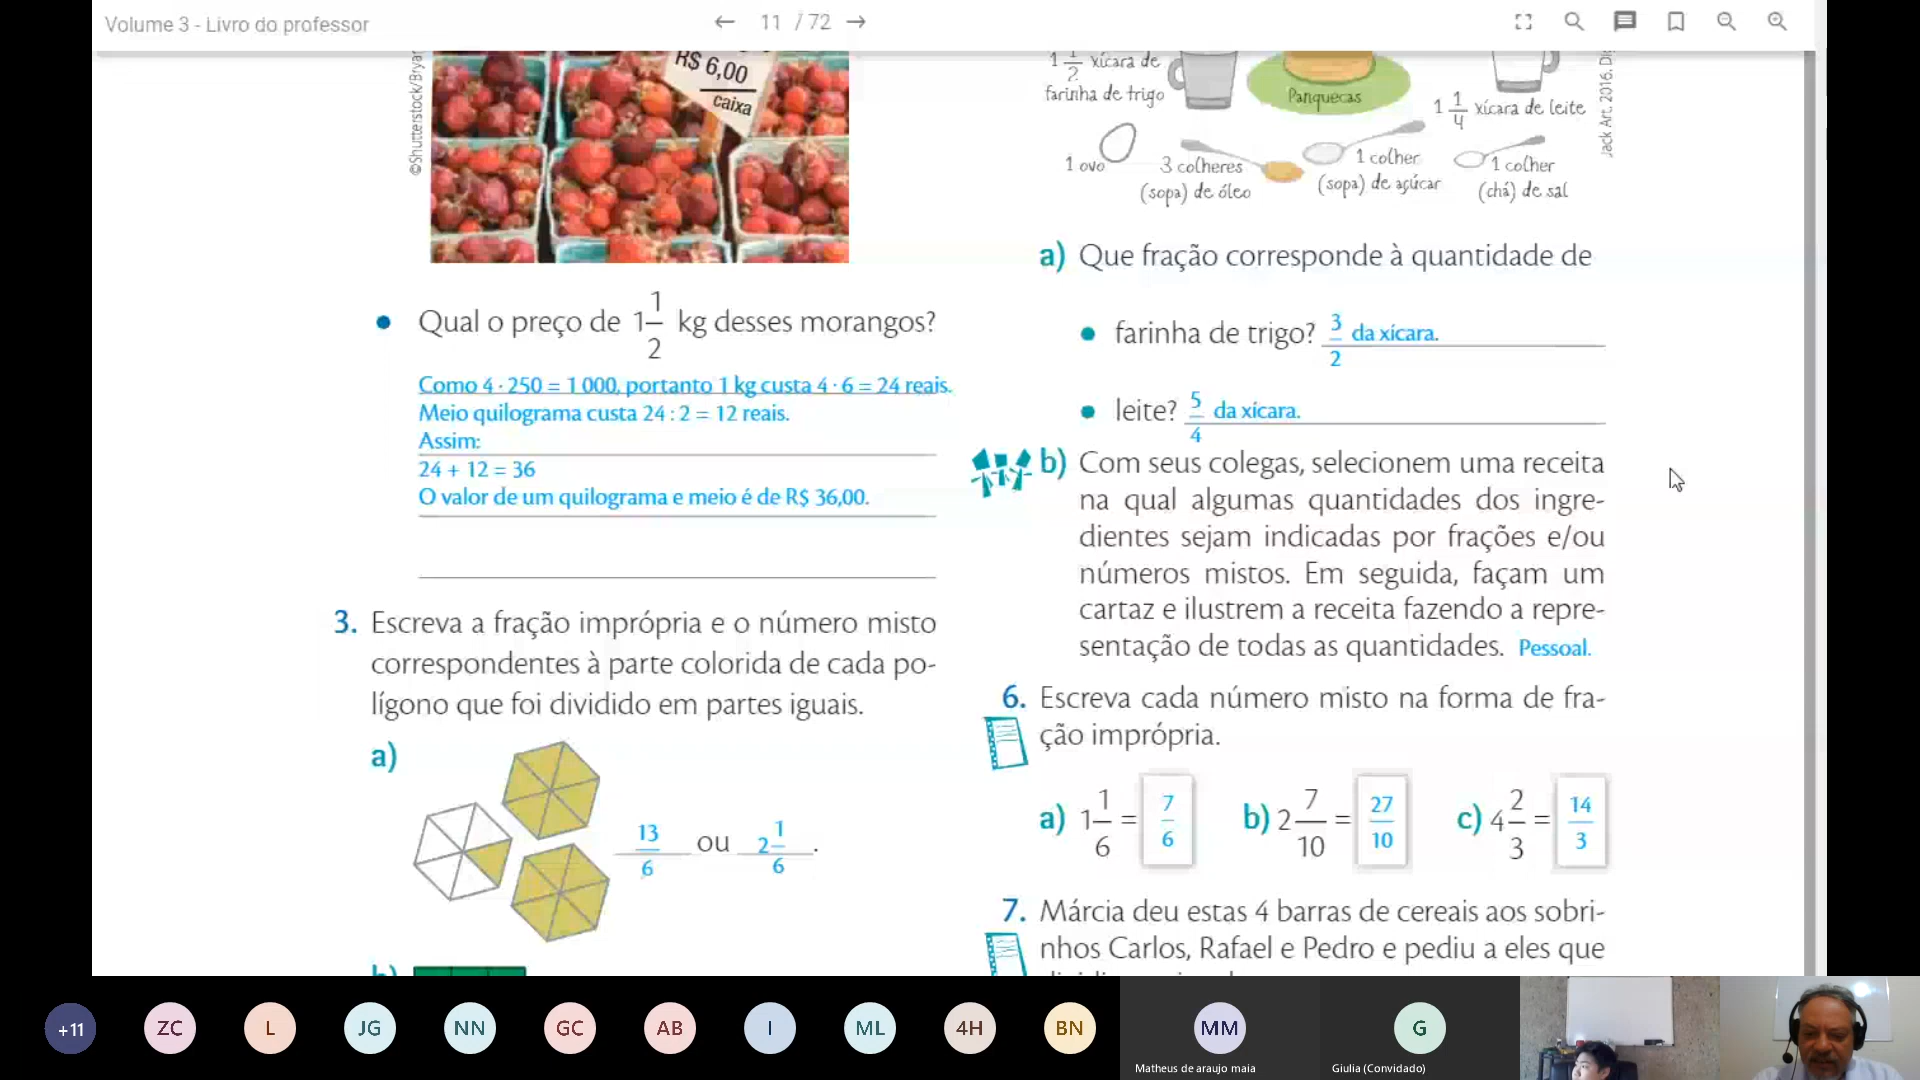 Volume 3 - Livro do professor
11 / 72
©Shutterstock/Brya
R$ 6,00
caixa
Qual o preço de 1 1/2 kg desses morangos?
Como 4 · 250 = 1 000, portanto 1 kg custa 4 · 6 = 24 reais.
Meio quilograma custa 24 : 2 = 12 reais.
Assim:
24 + 12 = 36
O valor de um quilograma e meio é de R$ 36,00.
3. Escreva a fração imprópria e o número misto
correspondentes à parte colorida de cada po-
lígono que foi dividido em partes iguais.
a)
13/6 ou 2 1/6.
b)
1 1/2 xícara de
farinha de trigo
Panquecas
1 1/4 xícara de leite
Jack Art. 2016. Di
1 ovo
3 colheres
(sopa) de óleo
1 colher
(sopa) de açúcar
1 colher
(chá) de sal
a) Que fração corresponde à quantidade de
farinha de trigo? 3/2 da xícara.
leite? 5/4 da xícara.
b) Com seus colegas, selecionem uma receita
na qual algumas quantidades dos ingre-
dientes sejam indicadas por frações e/ou
números mistos. Em seguida, façam um
cartaz e ilustrem a receita fazendo a repre-
sentação de todas as quantidades. Pessoal.
6. Escreva cada número misto na forma de fra-
ção imprópria.
a) 1 1/6 = 7/6 b) 2 7/10 = 27/10 c) 4 2/3 = 14/3
7. Márcia deu estas 4 barras de cereais aos sobri-
nhos Carlos, Rafael e Pedro e pediu a eles que
+11 ZC L JG NN GC AB I ML 4H BN MM G
Matheus de araujo maia
Giulia (Convidado)